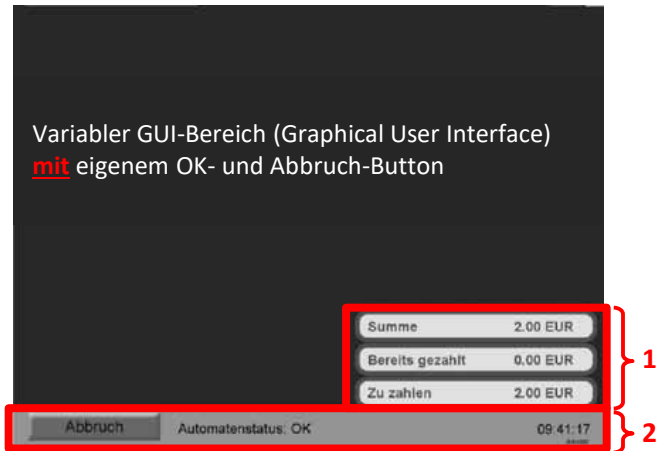 Variabler GUI-Bereich (Graphical User Interface)
mit eigenem OK- und Abbruch-Button
Summe 2.00 EUR
Bereits gezahlt 0.00 EUR
1
Zu zahlen 2.00 EUR
Abbruch Automatenstatus: OK 09:41:17
2